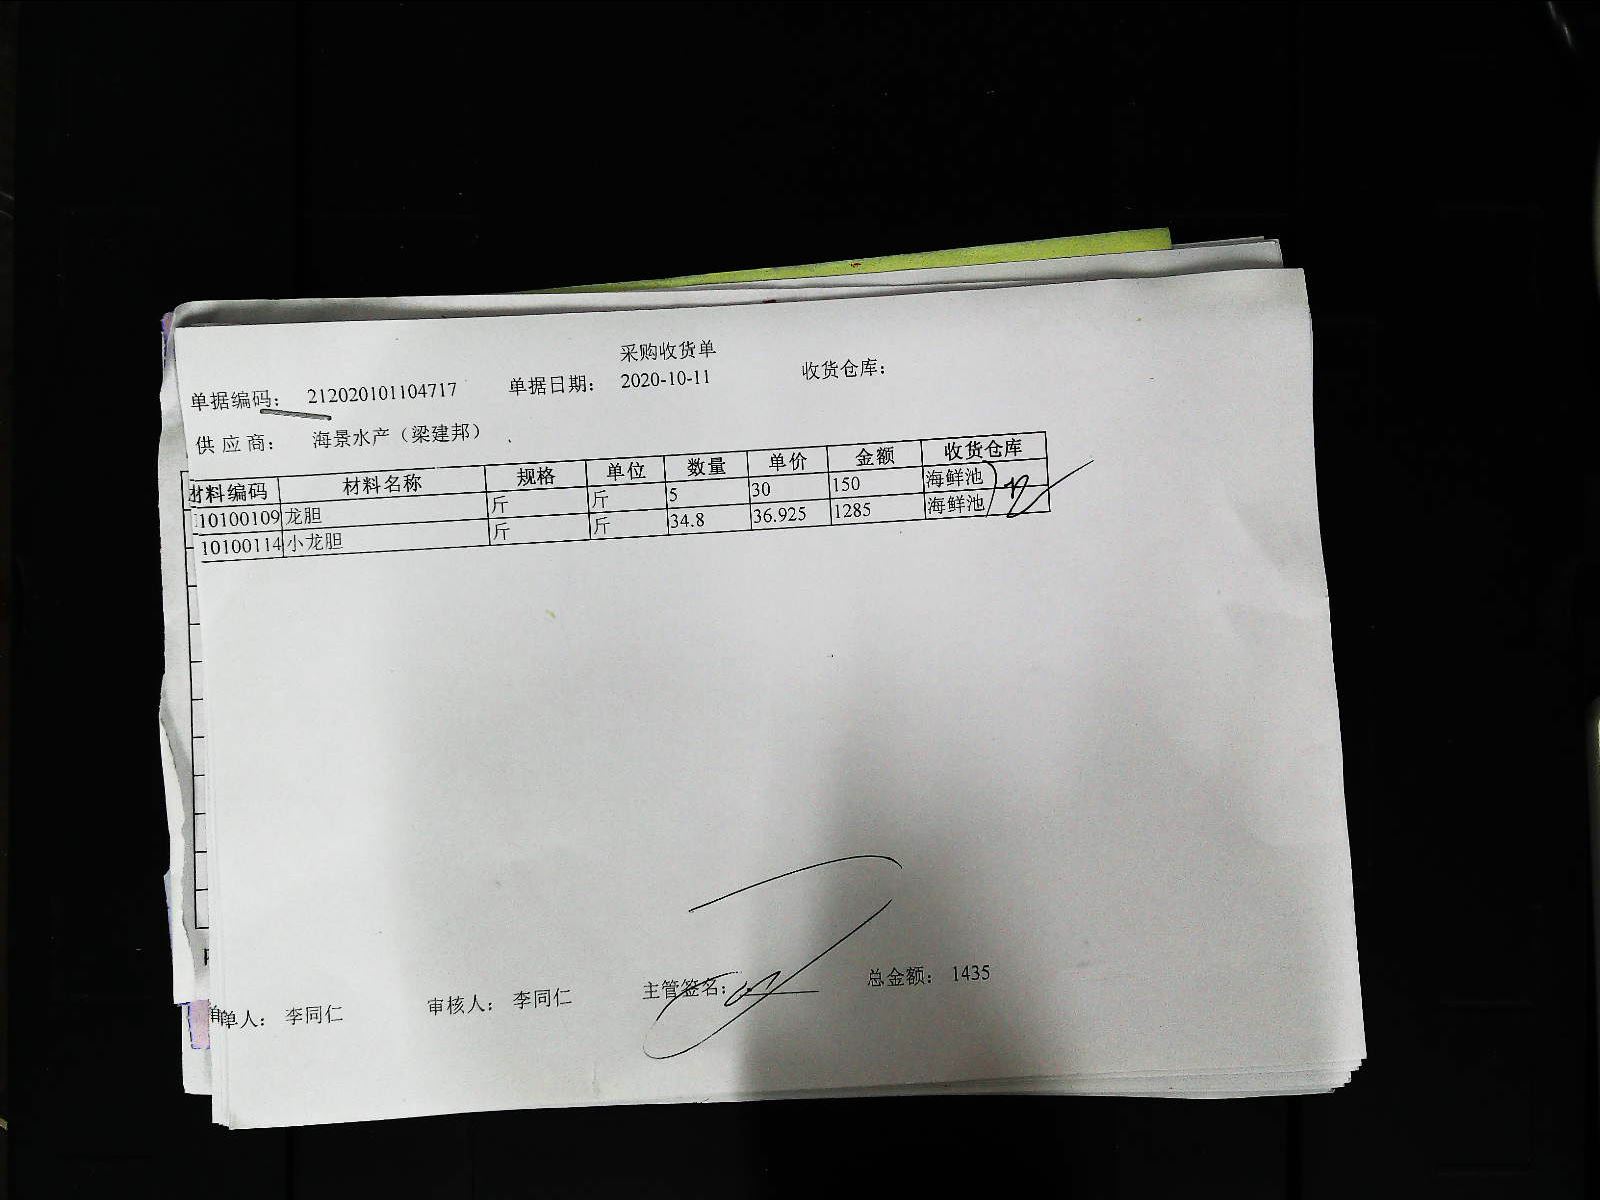 采购收货单
单据编码： 212020101104717 单据日期： 2020-10-11 收货仓库：
供 应 商： 海景水产（梁建邦）
材料编码 材料名称 规格 单位 数量 单价 金额 收货仓库
10100109 龙胆 斤 斤 5 30 150 海鲜池
10100114 小龙胆 斤 斤 34.8 36.925 1285 海鲜池
单人： 李同仁 审核人： 李同仁 主管签名： 总金额： 1435